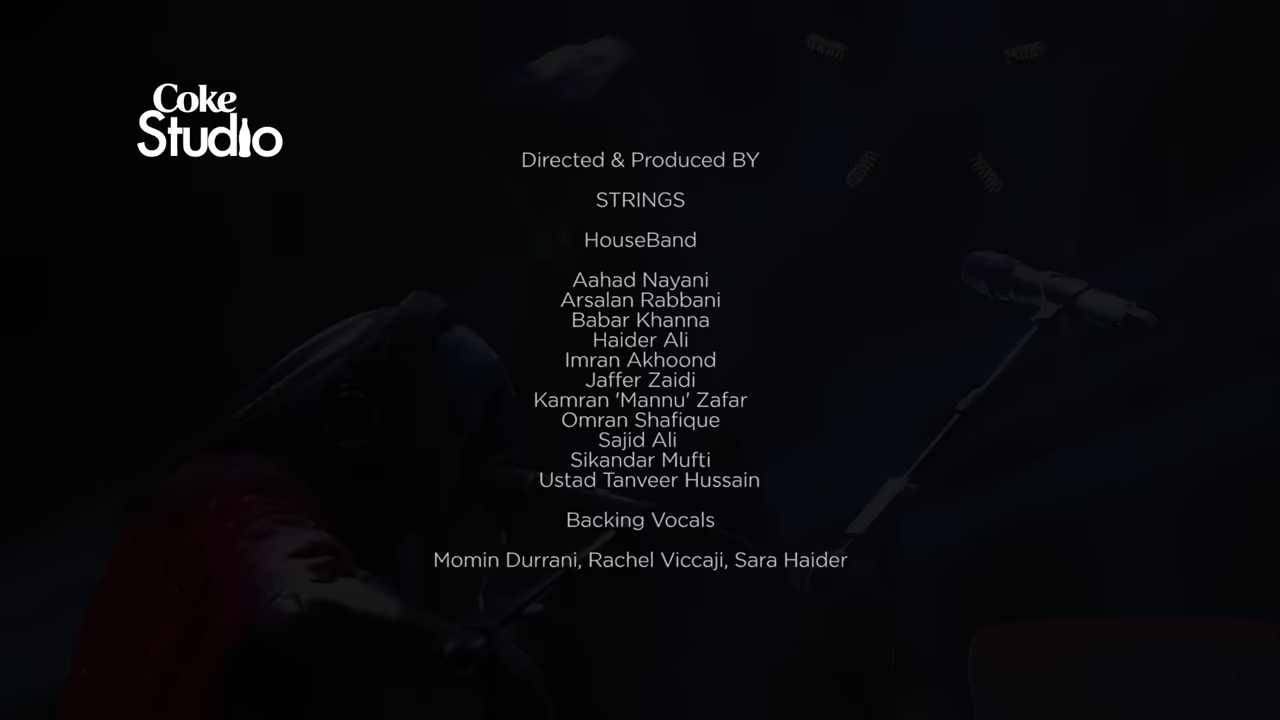 Coke
Studio
Directed & Produced BY
STRINGS
HouseBand
Aahad Nayani
Arsalan Rabbani
Babar Khanna
Haider Ali
Imran Akhoond
Jaffer Zaidi
Kamran 'Mannu' Zafar
Omran Shafique
Sajid Ali
Sikandar Mufti
Ustad Tanveer Hussain
Backing Vocals
Momin Durrani, Rachel Viccaji, Sara Haider